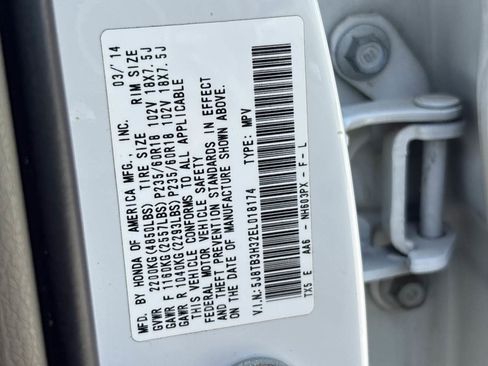 MFD. BY HONDA OF AMERICA MFG., INC. 03/'14
GVWR 2200KG(4850LBS) TIRE SIZE RIM SIZE
GAWR F 1160KG(2557LBS) P235/60R18 102V 18X7.5J
GAWR R 1040KG(2293LBS) P235/60R18 102V 18X7.5J
THIS VEHICLE CONFORMS TO ALL APPLICABLE
FEDERAL MOTOR VEHICLE SAFETY
AND THEFT PREVENTION STANDARDS IN EFFECT
ON THE DATE OF MANUFACTURE SHOWN ABOVE.
V.I.N: 5J8TB3H32EL018174 TYPE: MPV
TX5 E AA6 - NH603PX - F - L